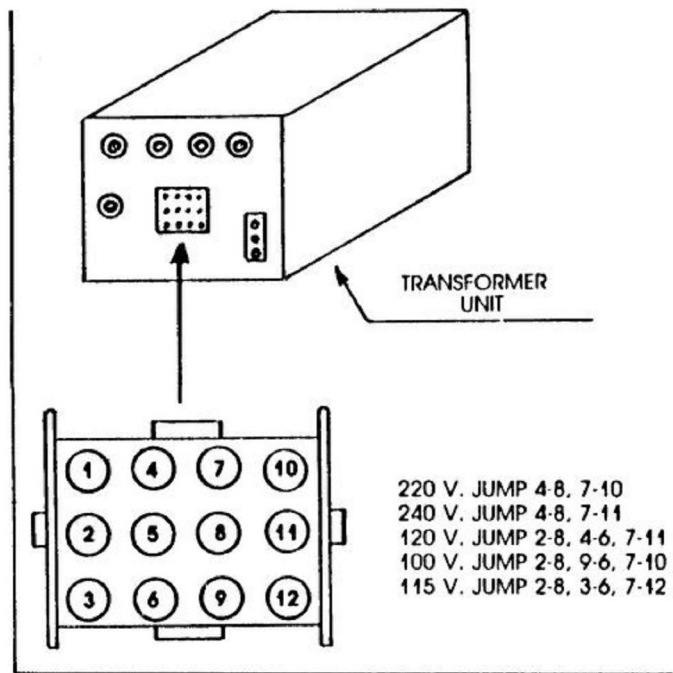 TRANSFORMER
UNIT
1 4 7 10
2 5 8 11
3 6 9 12
220 V. JUMP 4-8, 7-10
240 V. JUMP 4-8, 7-11
120 V. JUMP 2-8, 4-6, 7-11
100 V. JUMP 2-8, 9-6, 7-10
115 V. JUMP 2-8, 3-6, 7-12